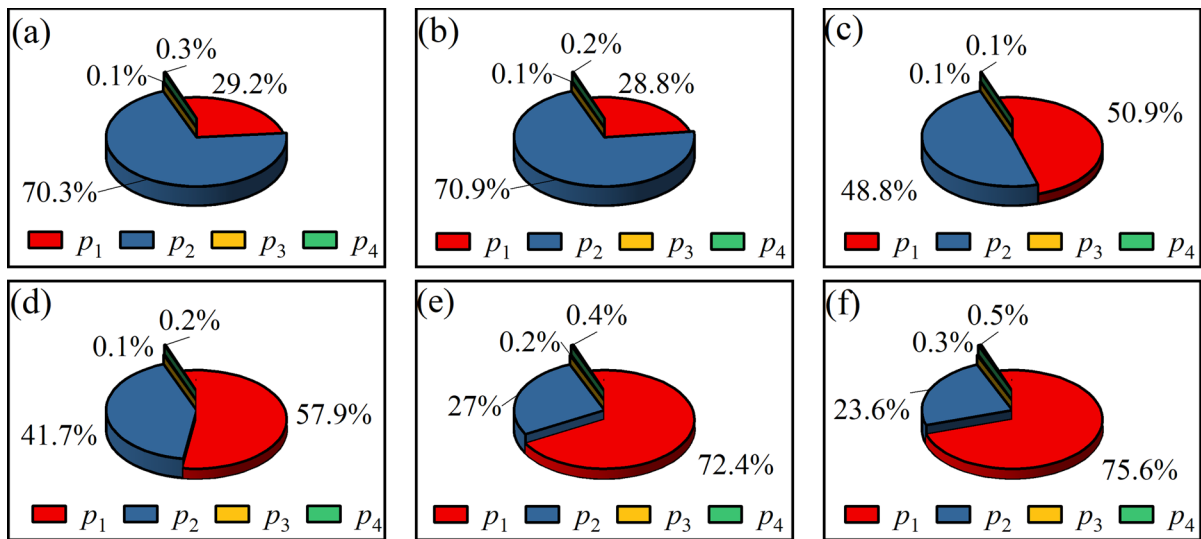 (a)
0.3%
0.1%
29.2%
70.3%
p1 p2 p3 p4
(b)
0.2%
0.1%
28.8%
70.9%
p1 p2 p3 p4
(c)
0.1%
0.1%
50.9%
48.8%
p1 p2 p3 p4
(d)
0.2%
0.1%
57.9%
41.7%
p1 p2 p3 p4
(e)
0.4%
0.2%
27%
72.4%
p1 p2 p3 p4
(f)
0.5%
0.3%
23.6%
75.6%
p1 p2 p3 p4